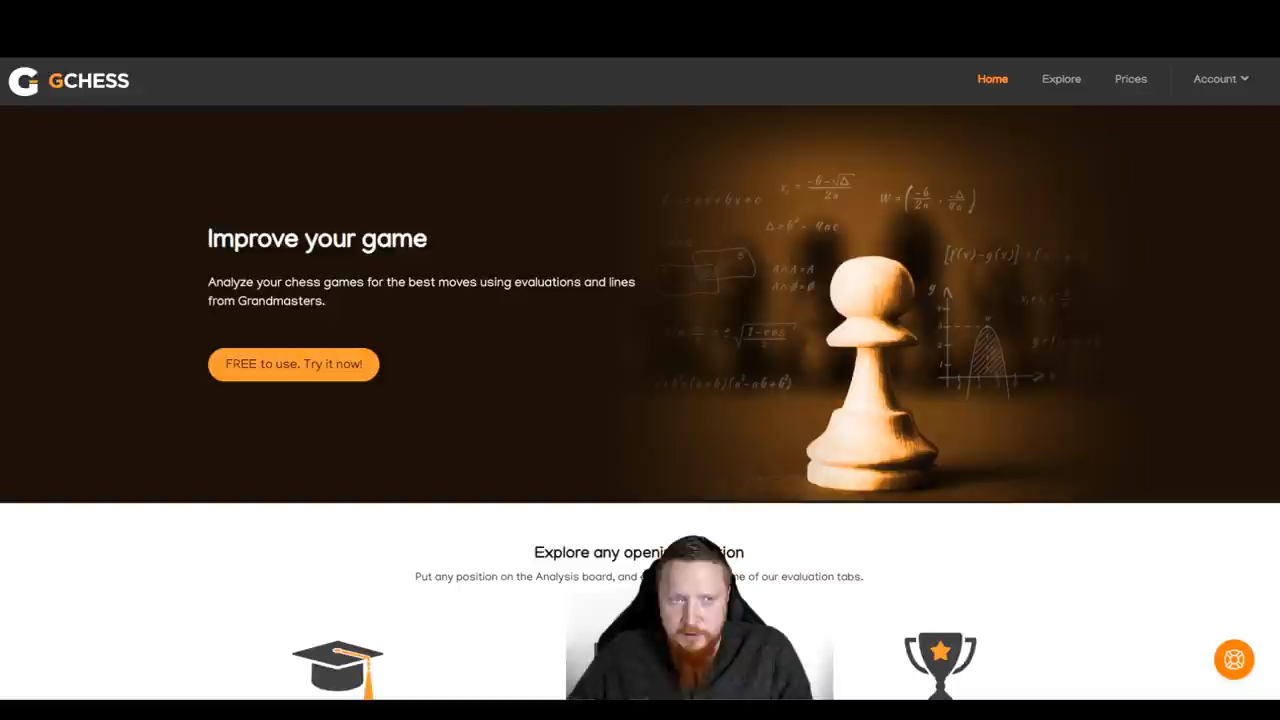 GCHESS
Home
Explore
Prices
Account
Improve your game
Analyze your chess games for the best moves using evaluations and lines
from Grandmasters.
FREE to use. Try it now!
Explore any open
Put any position on the Analysis board, and
of our evaluation tabs.